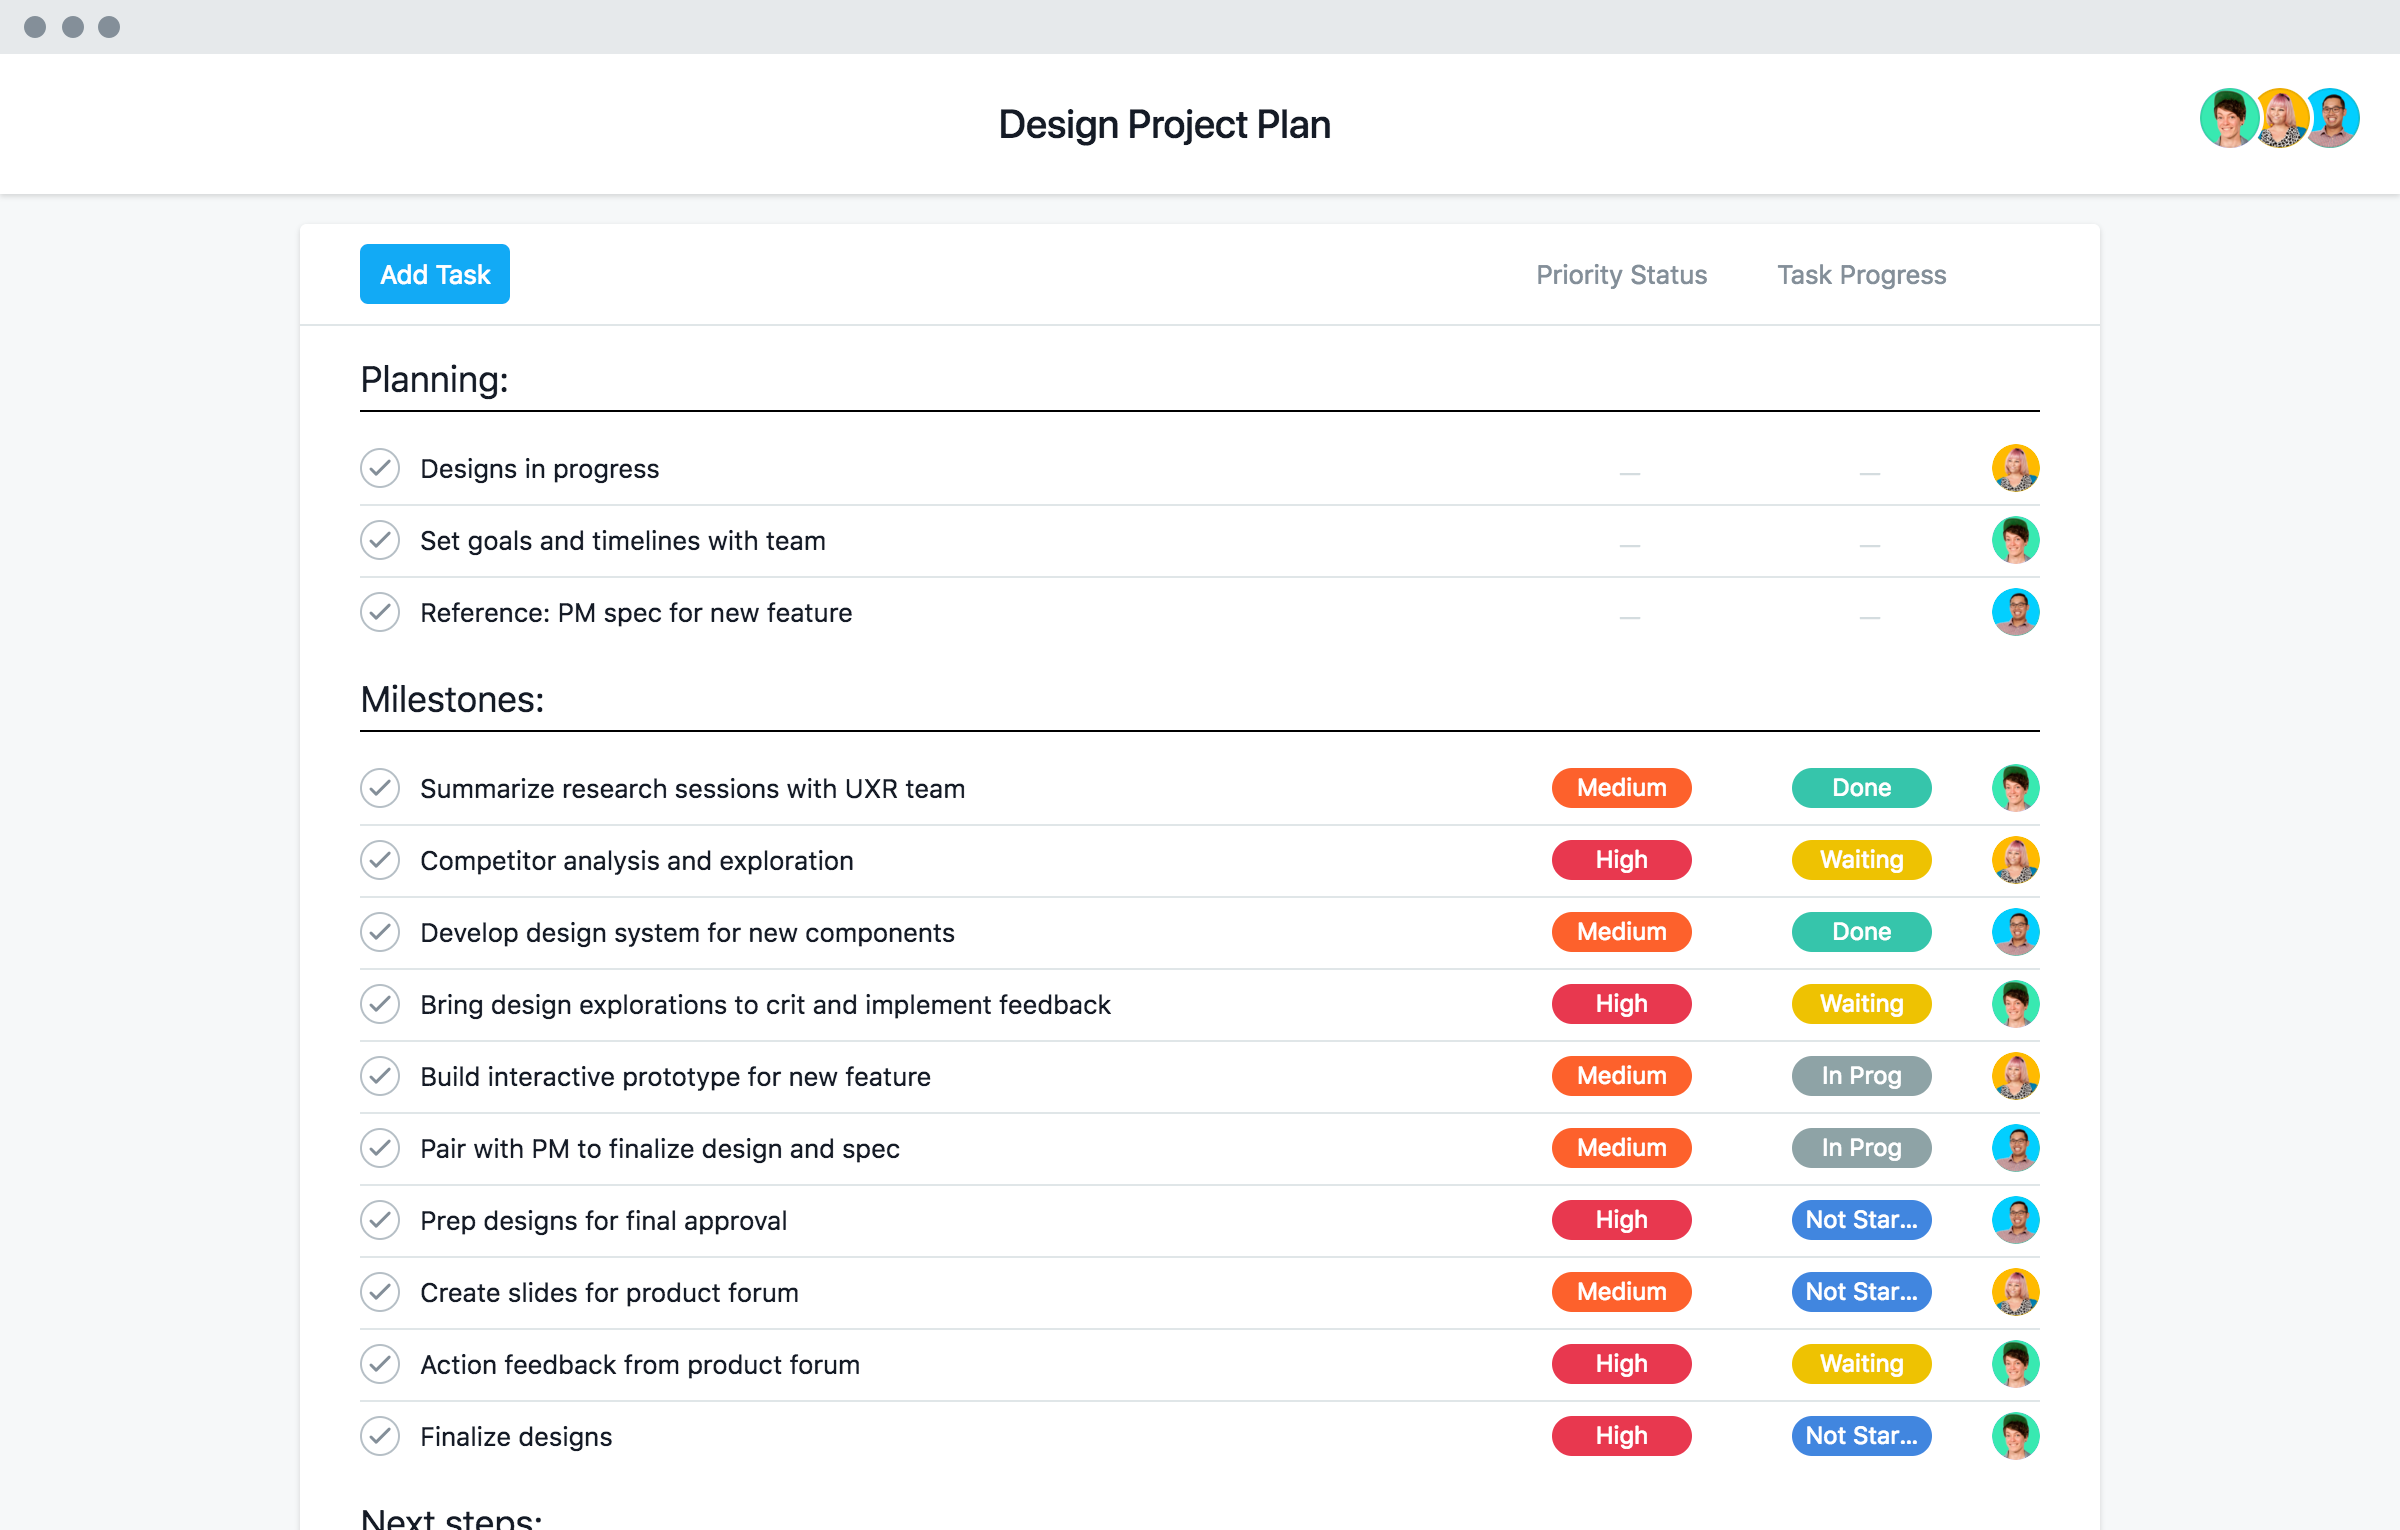 Design Project Plan
Add Task Priority Status Task Progress
Planning:
Designs in progress — —
Set goals and timelines with team — —
Reference: PM spec for new feature — —
Milestones:
Summarize research sessions with UXR team Medium Done
Competitor analysis and exploration High Waiting
Develop design system for new components Medium Done
Bring design explorations to crit and implement feedback High Waiting
Build interactive prototype for new feature Medium In Prog
Pair with PM to finalize design and spec Medium In Prog
Prep designs for final approval High Not Star...
Create slides for product forum Medium Not Star...
Action feedback from product forum High Waiting
Finalize designs High Not Star...
Next steps: